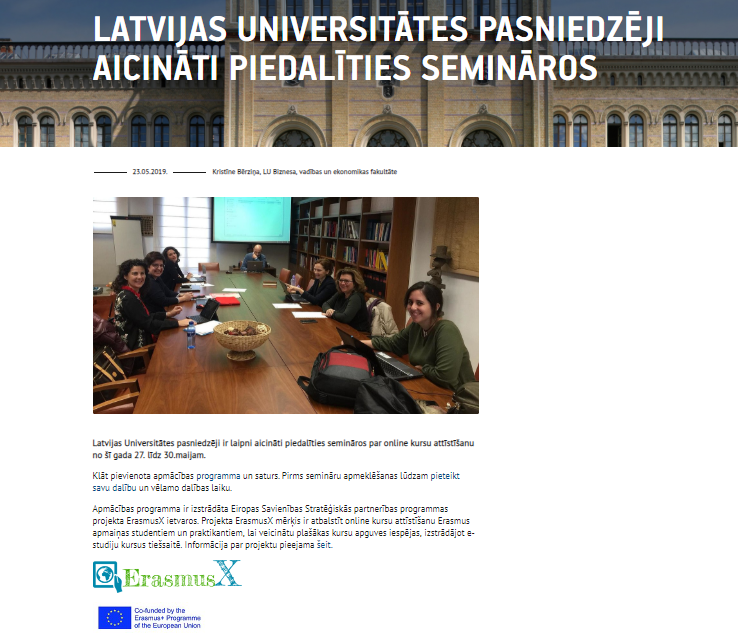 LATVIJAS UNIVERSITĀTES PASNIEDZĒJI
AICINĀTI PIEDALĪTIES SEMINĀROS
23.05.2019.
Kristīne Bērziņa, LU Biznesa, vadības un ekonomikas fakultāte
Latvijas Universitātes pasniedzēji ir laipni aicināti piedalīties semināros par online kursu attīstīšanu
no šī gada 27. līdz 30.maijam.
Klāt pievienota apmācības programma un saturs. Pirms semināru apmeklēšanas lūdzam pieteikt
savu dalību un vēlamo dalības laiku.
Apmācības programma ir izstrādāta Eiropas Savienības Stratēģiskās partnerības programmas
projekta ErasmusX ietvaros. Projekta ErasmusX mērķis ir atbalstīt online kursu attīstīšanu Erasmus
apmaiņas studentiem un praktikantiem, lai veicinātu plašākas kursu apguves iespējas, izstrādājot e-
studiju kursus tiešsaitē. Informācija par projektu pieejama šeit.
ErasmusX
Co-funded by the
Erasmus+ Programme
of the European Union